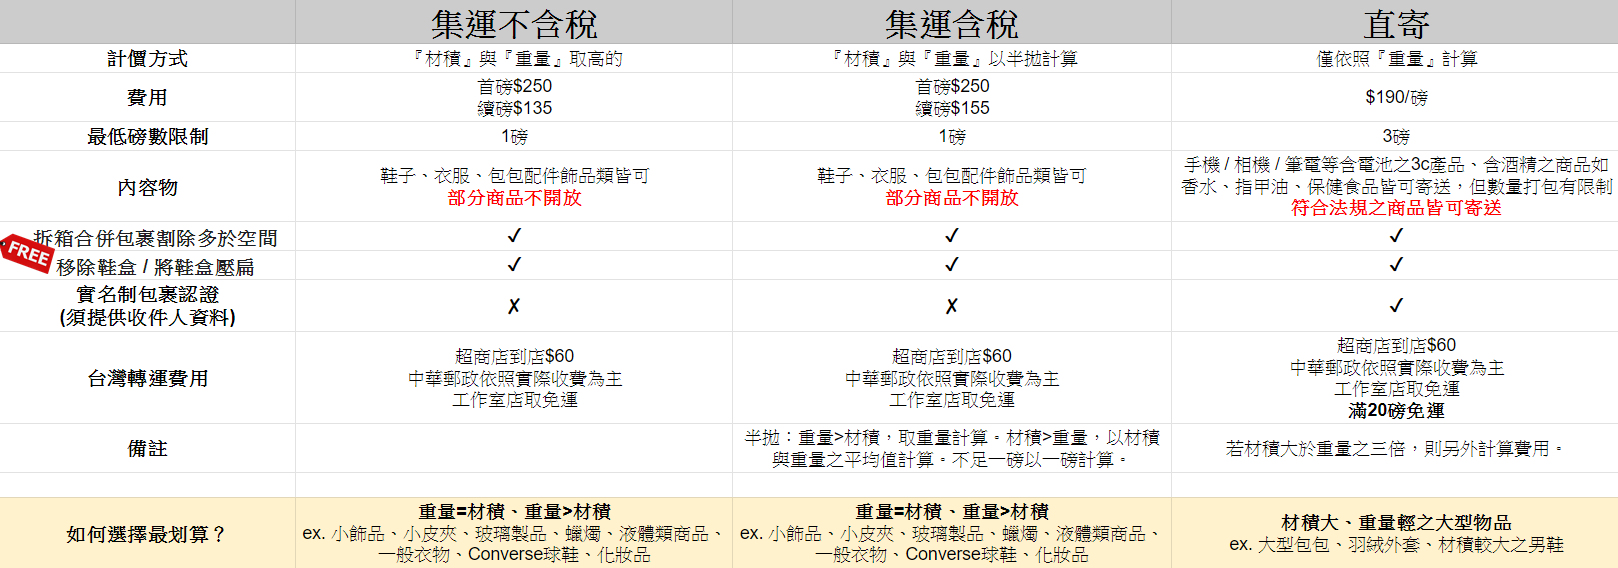 集運不含稅 集運含稅 直寄
計價方式 『材積』與『重量』取高的 『材積』與『重量』以半拋計算 僅依照『重量』計算
費用 首磅$250 首磅$250 $190/磅
續磅$135 續磅$155
最低磅數限制 1磅 1磅 3磅
內容物 鞋子、衣服、包包配件飾品類皆可 鞋子、衣服、包包配件飾品類皆可 手機 / 相機 / 筆電等含電池之3c產品、含酒精之商品如
部分商品不開放 部分商品不開放 香水、指甲油、保健食品皆可寄送，但數量打包有限制
符合法規之商品皆可寄送
拆箱合併包裹割除多於空間 ✓ ✓ ✓
FREE
移除鞋盒 / 將鞋盒壓扁 ✓ ✓ ✓
實名制包裹認證 ✗ ✗ ✓
(須提供收件人資料)
台灣轉運費用 超商店到店$60 超商店到店$60 超商店到店$60
中華郵政依照實際收費為主 中華郵政依照實際收費為主 中華郵政依照實際收費為主
工作室店取免運 工作室店取免運 工作室店取免運
滿20磅免運
備註 半拋：重量>材積，取重量計算。材積>重量，以材積 若材積大於重量之三倍，則另外計算費用。
與重量之平均值計算。不足一磅以一磅計算。
如何選擇最划算？ 重量=材積、重量>材積 重量=材積、重量>材積 材積大、重量輕之大型物品
ex. 小飾品、小皮夾、玻璃製品、蠟燭、液體類商品、 ex. 小飾品、小皮夾、玻璃製品、蠟燭、液體類商品、 ex. 大型包包、羽絨外套、材積較大之男鞋
一般衣物、Converse球鞋、化妝品 一般衣物、Converse球鞋、化妝品